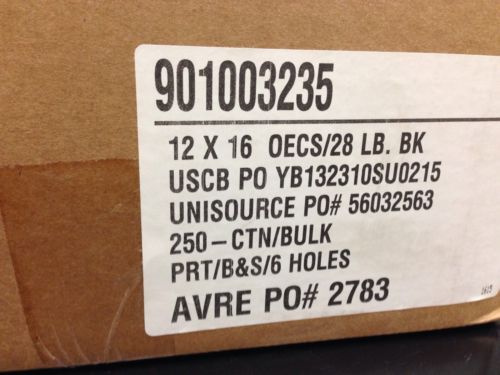 901003235
12 X 16 OECS/28 LB. BK
USCB PO YB132310SU0215
UNISOURCE PO# 56032563
250-CTN/BULK
PRT/B&S/6 HOLES
AVRE PO# 2783